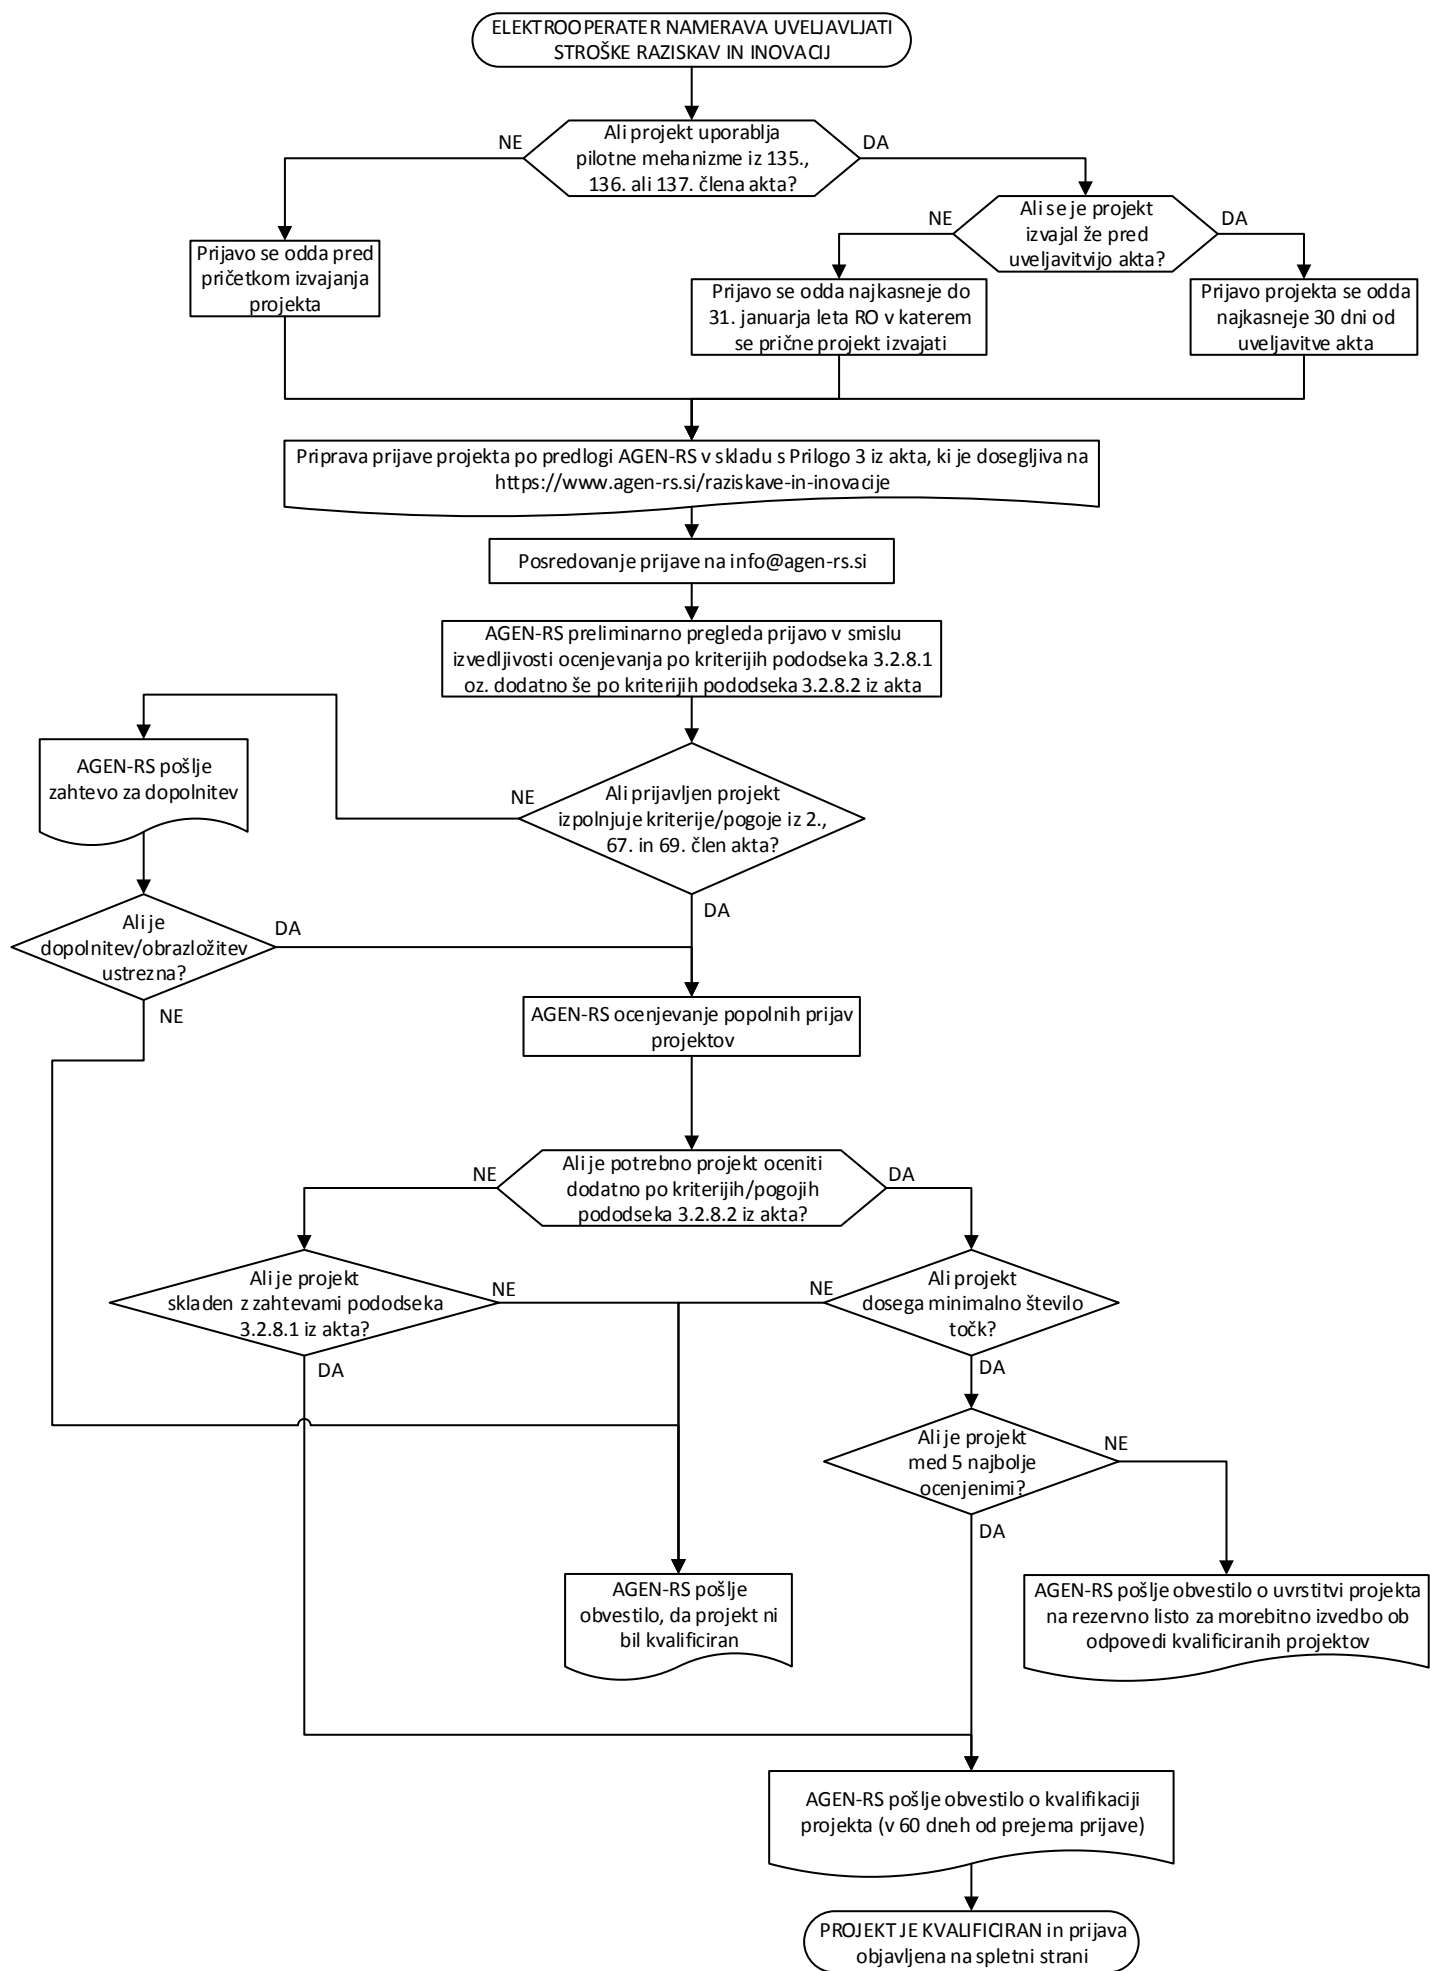 ELEKTROOPERATER NAMERAVA UVELJAVLJATI
STROŠKE RAZISKAV IN INOVACIJ
Ali projekt uporablja
pilotne mehanizme iz 135.,
136. ali 137. člena akta?
NE
DA
Ali se je projekt
izvajal že pred
uveljavitvijo akta?
NE
DA
Prijavo se odda pred
pričetkom izvajanja
projekta
Prijavo se odda najkasneje do
31. januarja leta RO v katerem
se prične projekt izvajati
Prijavo projekta se odda
najkasneje 30 dni od
uveljavitve akta
Priprava prijave projekta po predlogi AGEN-RS v skladu s Prilogo 3 iz akta, ki je dosegljiva na
https://www.agen-rs.si/raziskave-in-inovacije
Posredovanje prijave na info@agen-rs.si
AGEN-RS preliminarno pregleda prijavo v smislu
izvedljivosti ocenjevanja po kriterijih pododseka 3.2.8.1
oz. dodatno še po kriterijih pododseka 3.2.8.2 iz akta
AGEN-RS pošlje
zahtevo za dopolnitev
NE
Ali prijavljen projekt
izpolnjuje kriterije/pogoje iz 2.,
67. in 69. člen akta?
DA
Ali je
dopolnitev/obrazložitev
ustrezna?
DA
NE
AGEN-RS ocenjevanje popolnih prijav
projektov
NE
Ali je potrebno projekt oceniti
dodatno po kriterijih/pogojih
pododseka 3.2.8.2 iz akta?
DA
Ali je projekt
skladen z zahtevami pododseka
3.2.8.1 iz akta?
NE
DA
NE
Ali projekt
dosega minimalno število
točk?
DA
Ali je projekt
med 5 najbolje
ocenjenimi?
NE
DA
AGEN-RS pošlje
obvestilo, da projekt ni
bil kvalificiran
AGEN-RS pošlje obvestilo o uvrstitvi projekta
na rezervno listo za morebitno izvedbo ob
odpovedi kvalificiranih projektov
AGEN-RS pošlje obvestilo o kvalifikaciji
projekta (v 60 dneh od prejema prijave)
PROJEKT JE KVALIFICIRAN in prijava
objavljena na spletni strani